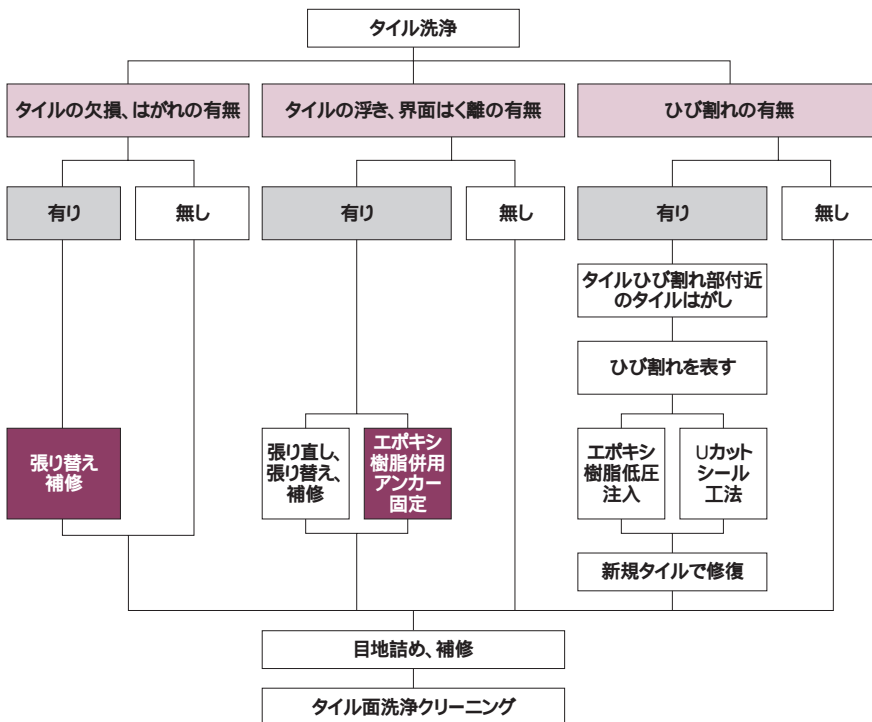 タイル洗浄
タイルの欠損、はがれの有無
タイルの浮き、界面はく離の有無
ひび割れの有無
有り
無し
有り
無し
有り
無し
タイルひび割れ部付近
のタイルはがし
ひび割れを表す
張り替え
補修
張り直し、
張り替え、
補修
エポキシ
樹脂併用
アンカー
固定
エポキシ
樹脂低圧
注入
Uカット
シール
工法
新規タイルで修復
目地詰め、補修
タイル面洗浄クリーニング